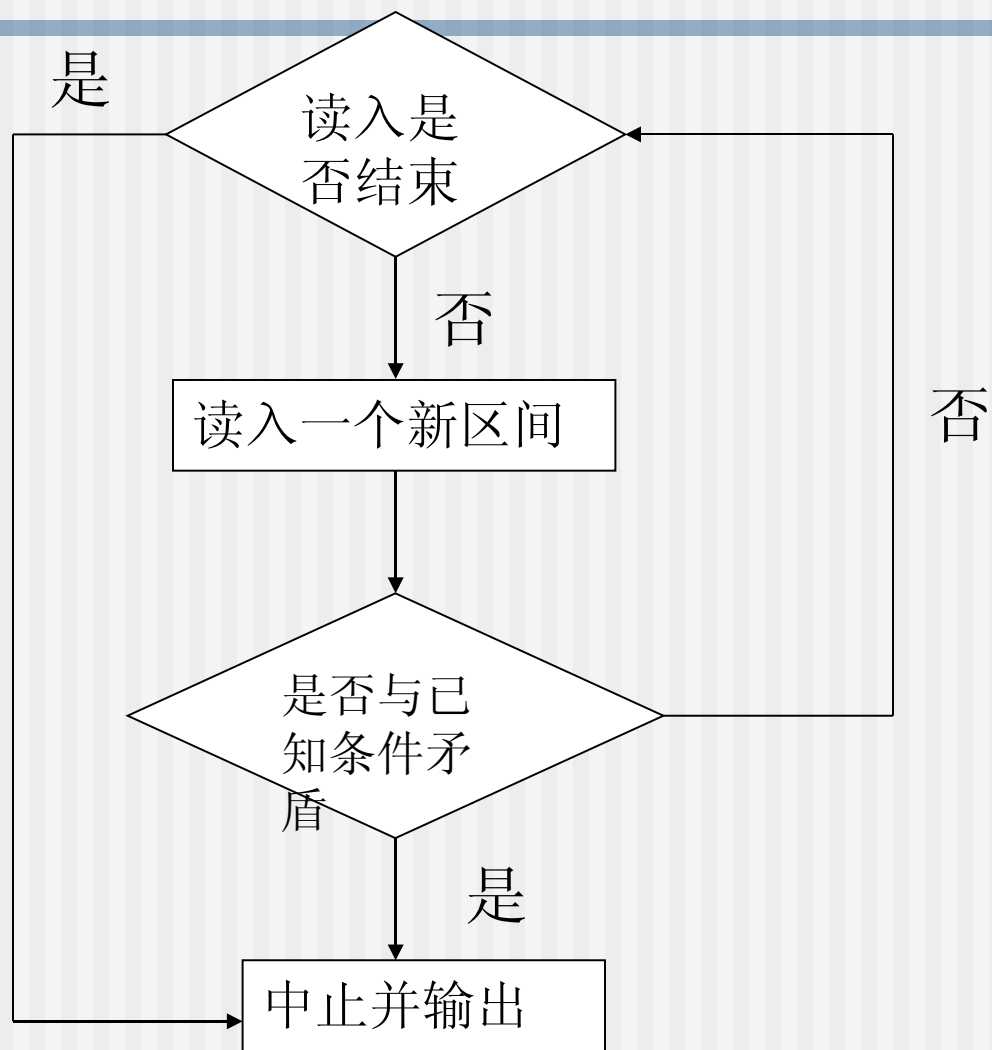 是
读入是
否结束
否
读入一个新区间
否
是否与已
知条件矛
盾
是
中止并输出